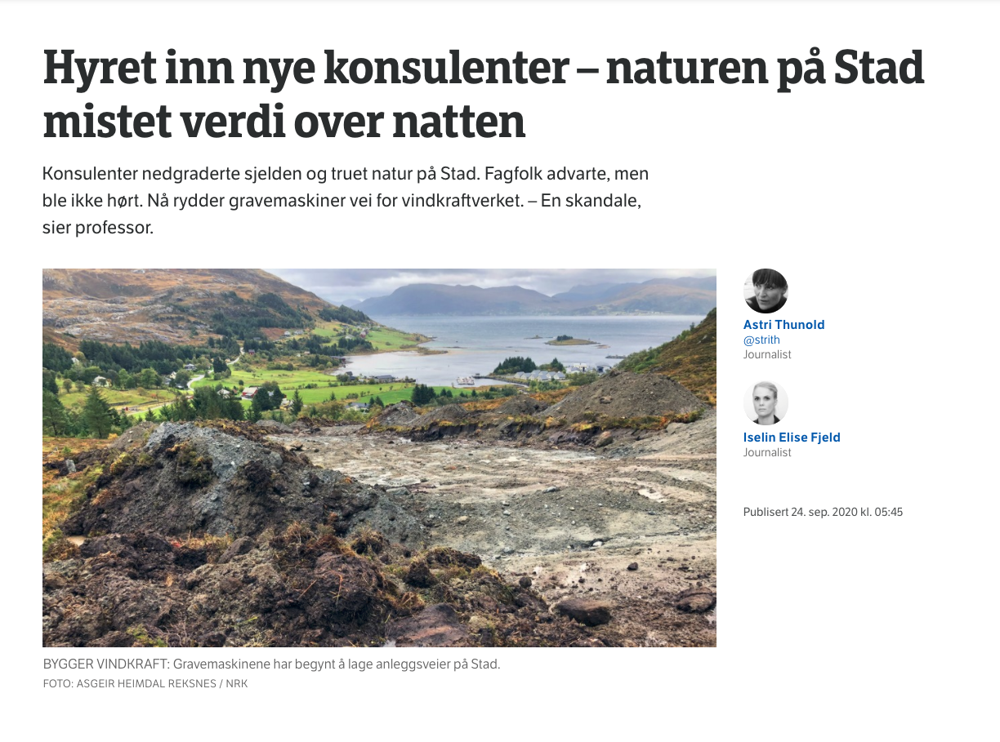 Hyret inn nye konsulenter – naturen på Stad
mistet verdi over natten
Konsulenter nedgraderte sjelden og truet natur på Stad. Fagfolk advarte, men
ble ikke hørt. Nå rydder gravemaskiner vei for vindkraftverket. – En skandale,
sier professor.
Astri Thunold
@strith
Journalist
Iselin Elise Fjeld
Journalist
Publisert 24. sep. 2020 kl. 05:45
BYGGER VINDKRAFT: Gravemaskinene har begynt å lage anleggsveier på Stad.
FOTO: ASGEIR HEIMDAL REKSNES / NRK